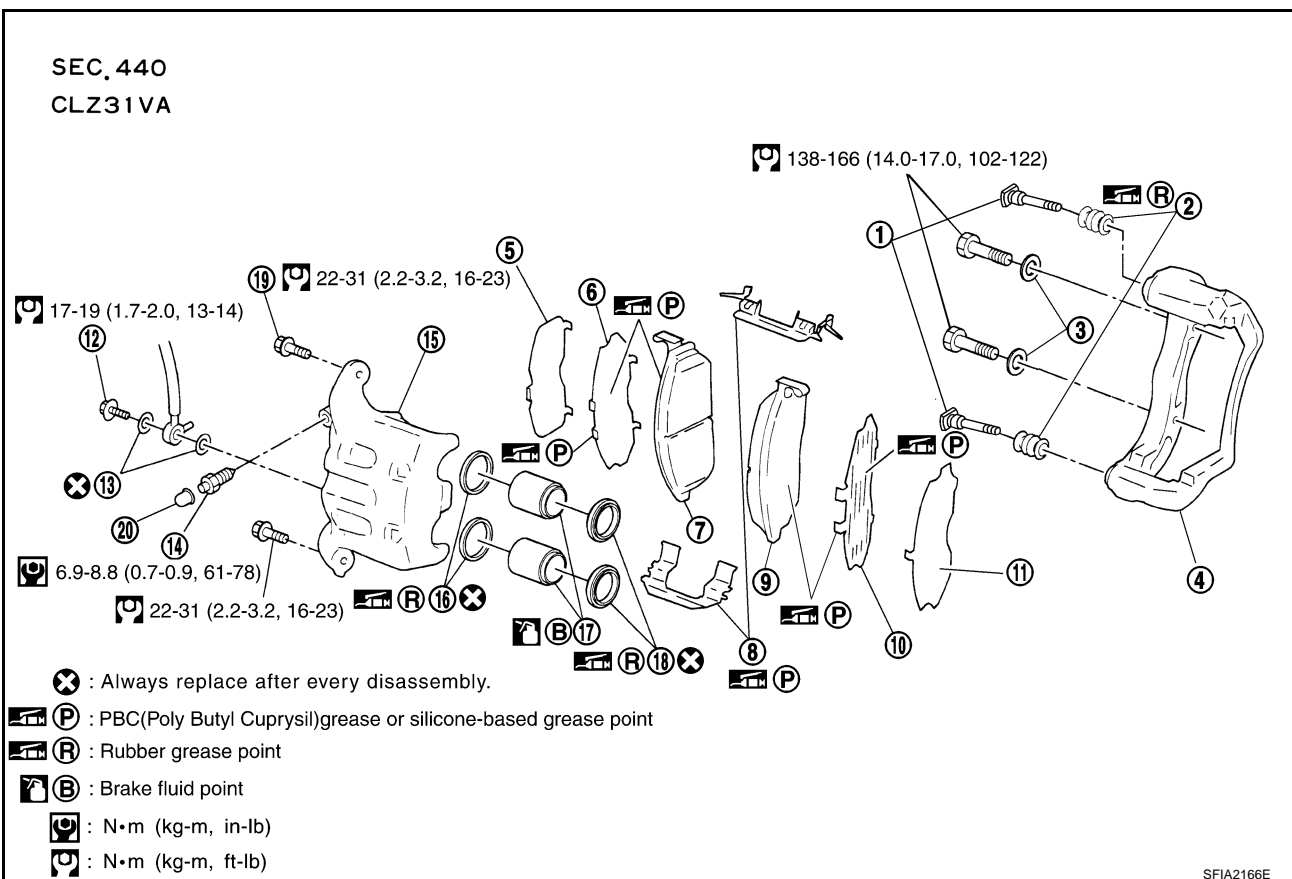 SEC. 440
CLZ31VA
138-166 (14.0-17.0, 102-122)
R
2
1
5
19
22-31 (2.2-3.2, 16-23)
6
P
17-19 (1.7-2.0, 13-14)
12
15
3
P
P
13
20
14
7
9
11
4
6.9-8.8 (0.7-0.9, 61-78)
22-31 (2.2-3.2, 16-23)
R 16
P
10
B 17
8
R 18
P
: Always replace after every disassembly.
P : PBC(Poly Butyl Cuprysil)grease or silicone-based grease point
R : Rubber grease point
B : Brake fluid point
: N•m (kg-m, in-lb)
: N•m (kg-m, ft-lb)
SFIA2166E